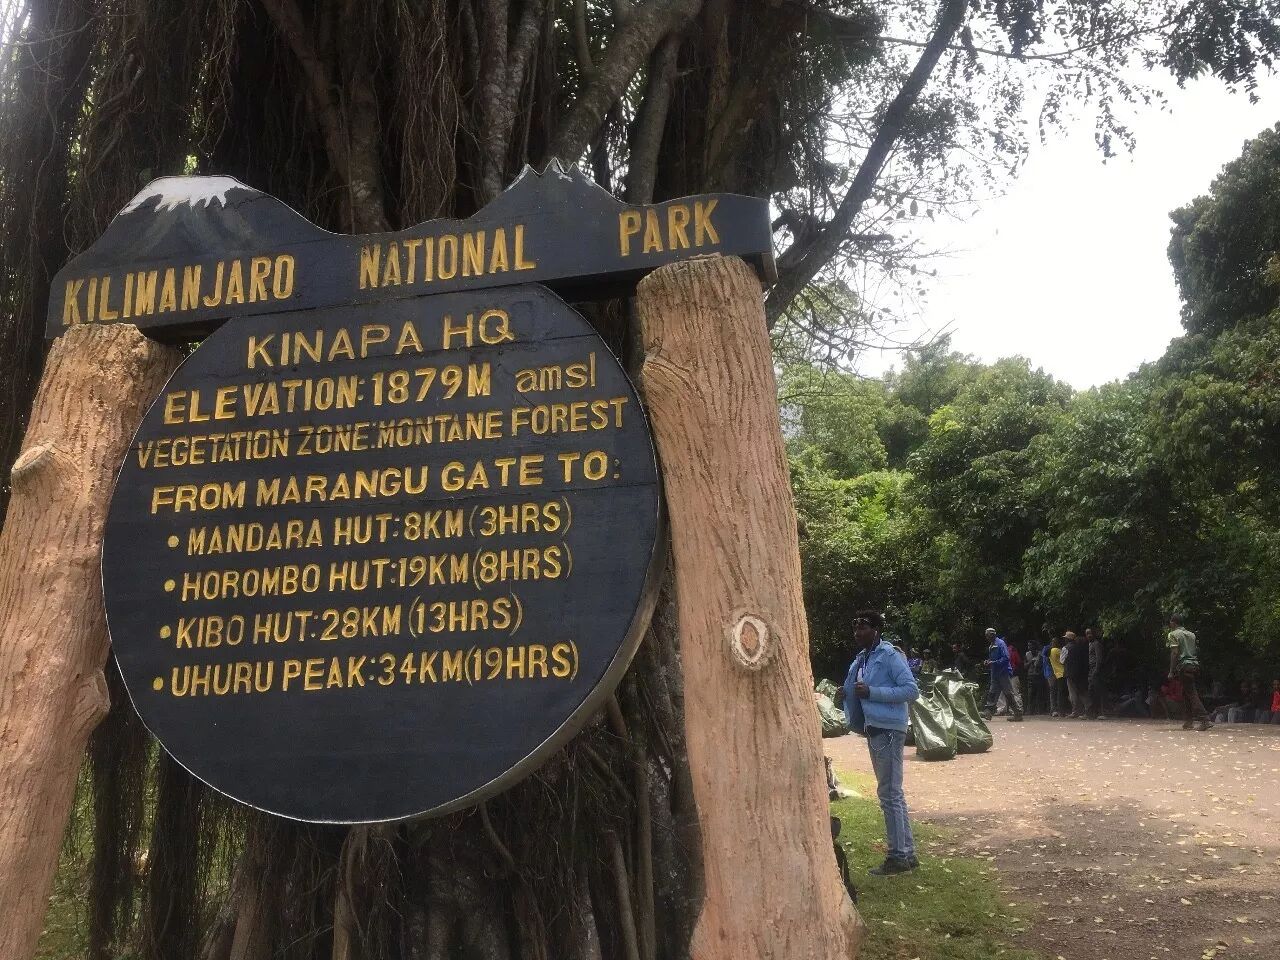 KILIMANJARO NATIONAL PARK
KINAPA HQ
ELEVATION:1879M amsl
VEGETATION ZONE:MONTANE FOREST
FROM MARANGU GATE TO:
• MANDARA HUT:8KM (3HRS)
• HOROMBO HUT:19KM(8HRS)
• KIBO HUT:28KM (13HRS)
• UHURU PEAK:34KM(19HRS)